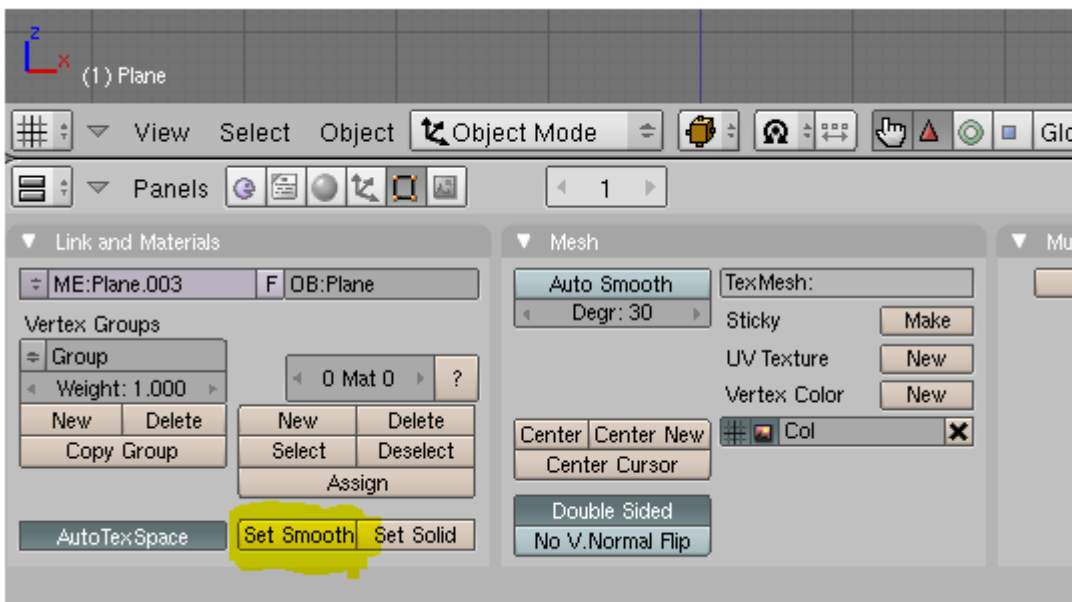 z
x
(1) Plane
View Select Object Object Mode Glo
Panels 1
Link and Materials
ME:Plane.003 F OB:Plane
Vertex Groups
Group
Weight: 1.000
0 Mat 0 ?
New Delete
Copy Group
New Delete
Select Deselect
Assign
AutoTexSpace
Set Smooth Set Solid
Mesh
Auto Smooth
Degr: 30
TexMesh:
Sticky Make
UV Texture New
Vertex Color New
Col
Center Center New
Center Cursor
Double Sided
No V.Normal Flip
Mu